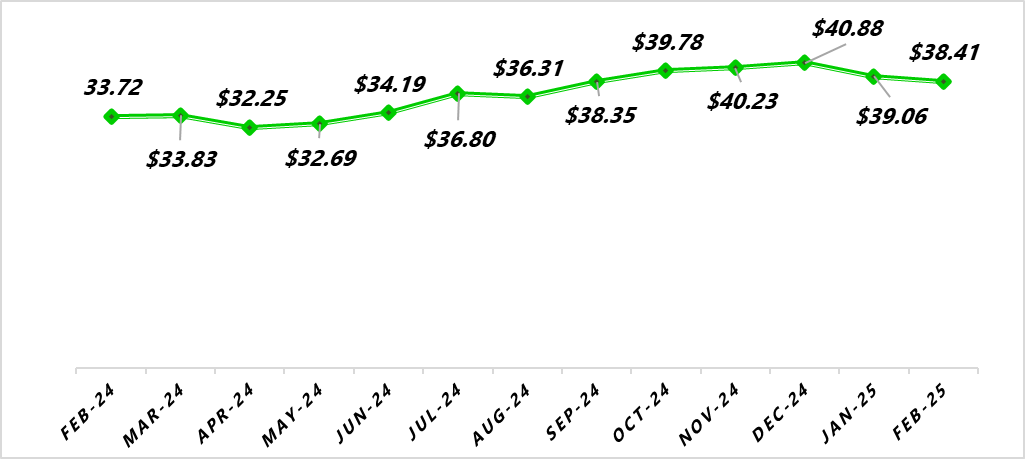 33.72
$33.83
$32.25
$32.69
$34.19
$36.80
$36.31
$38.35
$39.78
$40.23
$40.88
$39.06
$38.41
FEB-24
MAR-24
APR-24
MAY-24
JUN-24
JUL-24
AUG-24
SEP-24
OCT-24
NOV-24
DEC-24
JAN-25
FEB-25